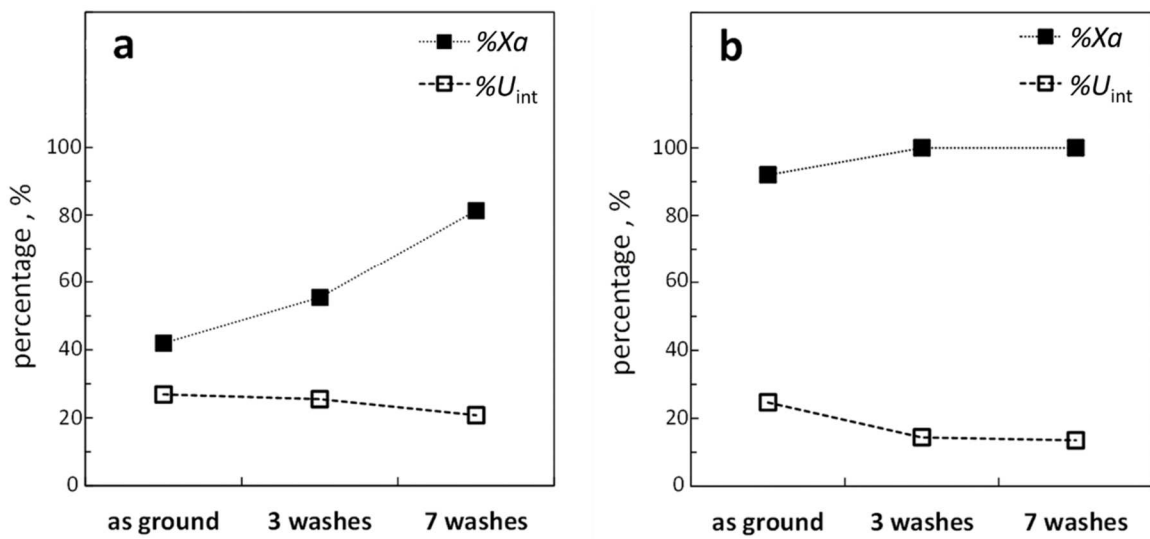 a
%Xa
%Uint
percentage , %
100
80
60
40
20
0
as ground 3 washes 7 washes
b
%Xa
%Uint
percentage , %
100
80
60
40
20
0
as ground 3 washes 7 washes